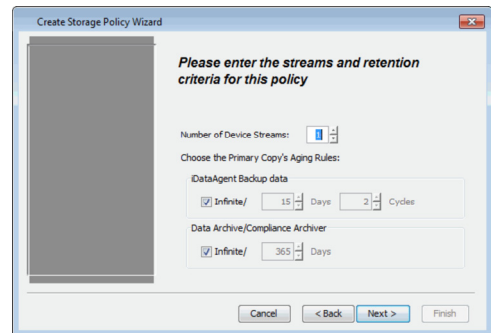 Create Storage Policy Wizard
Please enter the streams and retention
criteria for this policy
Number of Device Streams: 1
Choose the Primary Copy's Aging Rules:
iDataAgent Backup data
Infinite/ 15 Days 2 Cycles
Data Archive/Compliance Archiver
Infinite/ 365 Days
Cancel < Back Next > Finish